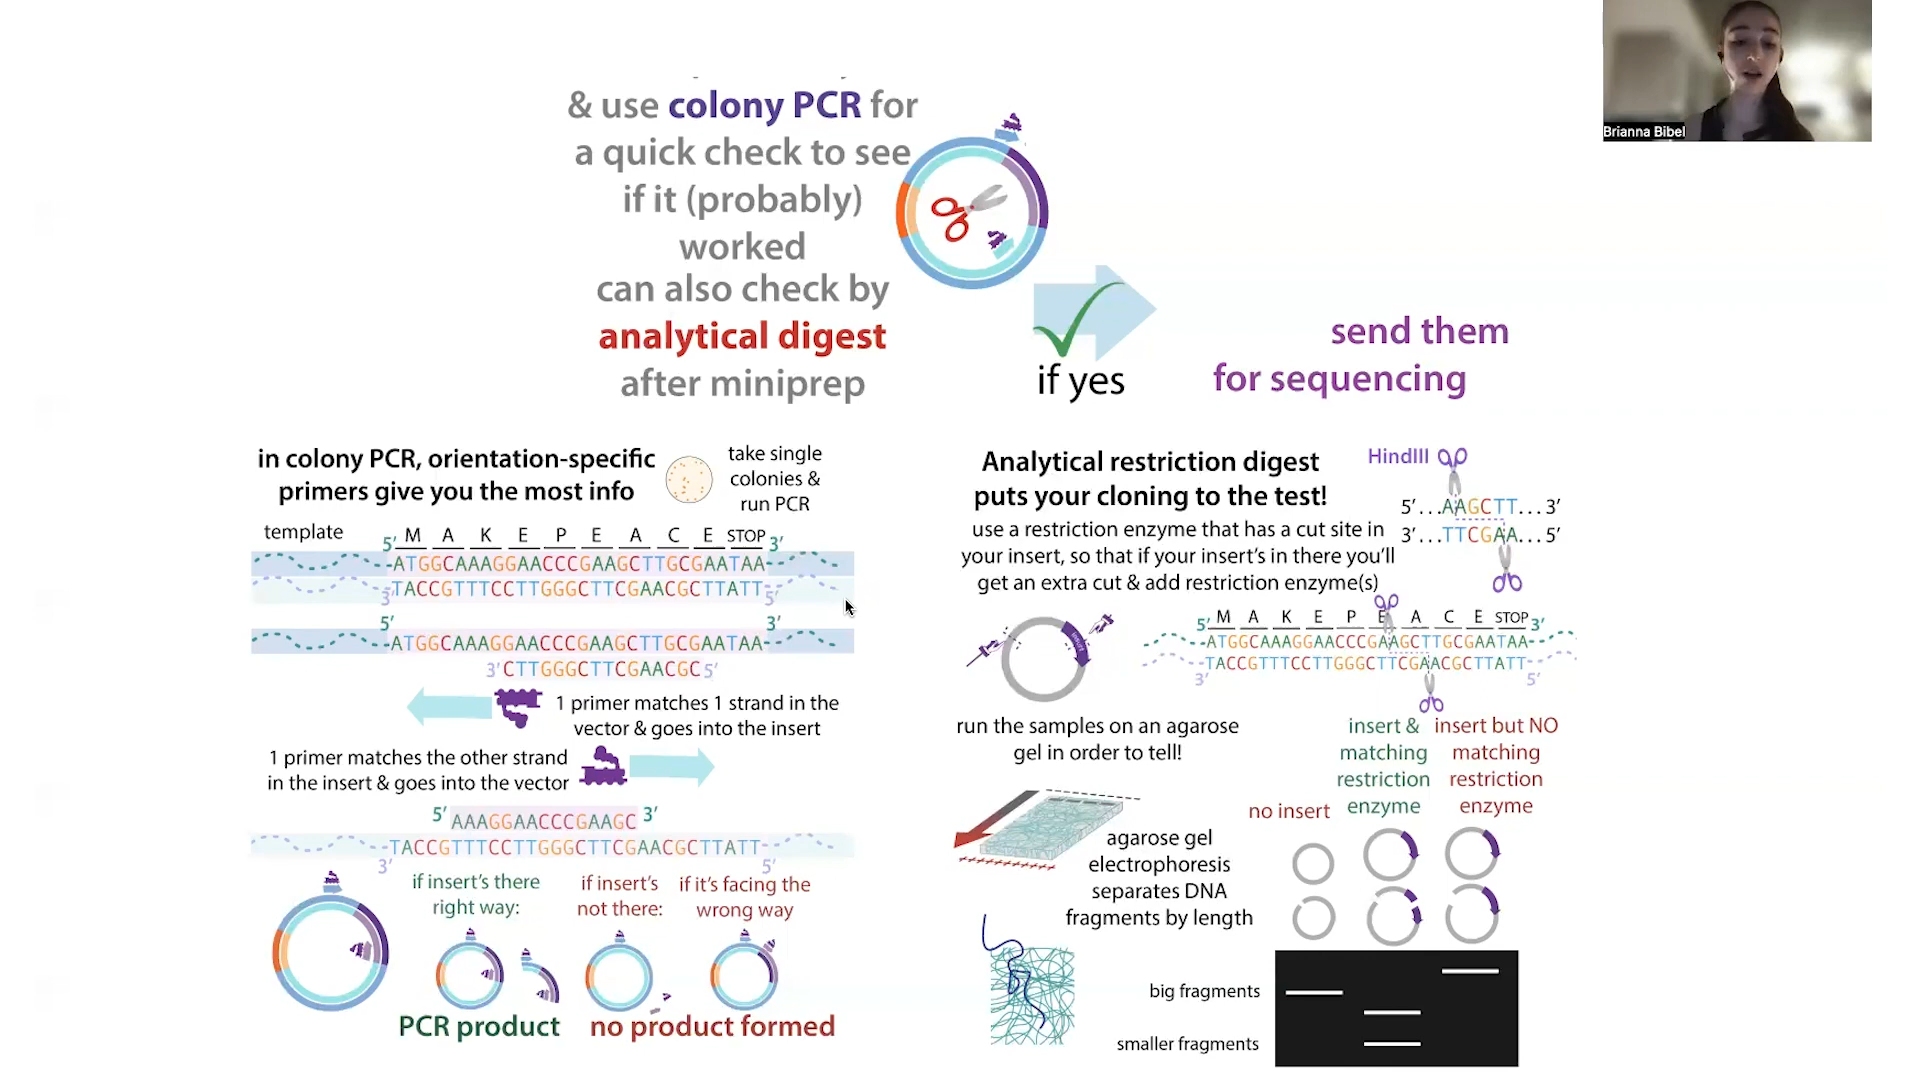 Brianna Bibel
& use colony PCR for
a quick check to see
if it (probably)
worked
can also check by
analytical digest
after miniprep
if yes
send them
for sequencing
in colony PCR, orientation-specific
primers give you the most info
take single
colonies &
run PCR
template
5’ M A K E P E A C E STOP 3’
ATGGCAAAGGAACCCGAAGCTTGCGAATAA
3’ TACCGTTTCCTTGGGCTTCGAACGCTTATT 5’
5’ 3’
ATGGCAAAGGAACCCGAAGCTTGCGAATAA
3’ CTTGGGCTTCGAACGC 5’
1 primer matches 1 strand in the
vector & goes into the insert
1 primer matches the other strand
in the insert & goes into the vector
5’ AAAGGAACCCGAAGC 3’
TACCGTTTCCTTGGGCTTCGAACGCTTATT
3’ 5’
if insert’s there
right way:
if insert’s
not there:
if it’s facing the
wrong way
PCR product
no product formed
Analytical restriction digest
puts your cloning to the test!
HindIII
5’...AAGCTT...3’
3’...TTCGAA...5’
use a restriction enzyme that has a cut site in
your insert, so that if your insert’s in there you’ll
get an extra cut & add restriction enzyme(s)
5’ M A K E P E A C E STOP 3’
ATGGCAAAGGAACCCGAAGCTTGCGAATAA
TACCGTTTCCTTGGGCTTCGAACGCTTATT
3’ 5’
run the samples on an agarose
gel in order to tell!
no insert
insert &
matching
restriction
enzyme
insert but NO
matching
restriction
enzyme
agarose gel
electrophoresis
separates DNA
fragments by length
big fragments
smaller fragments